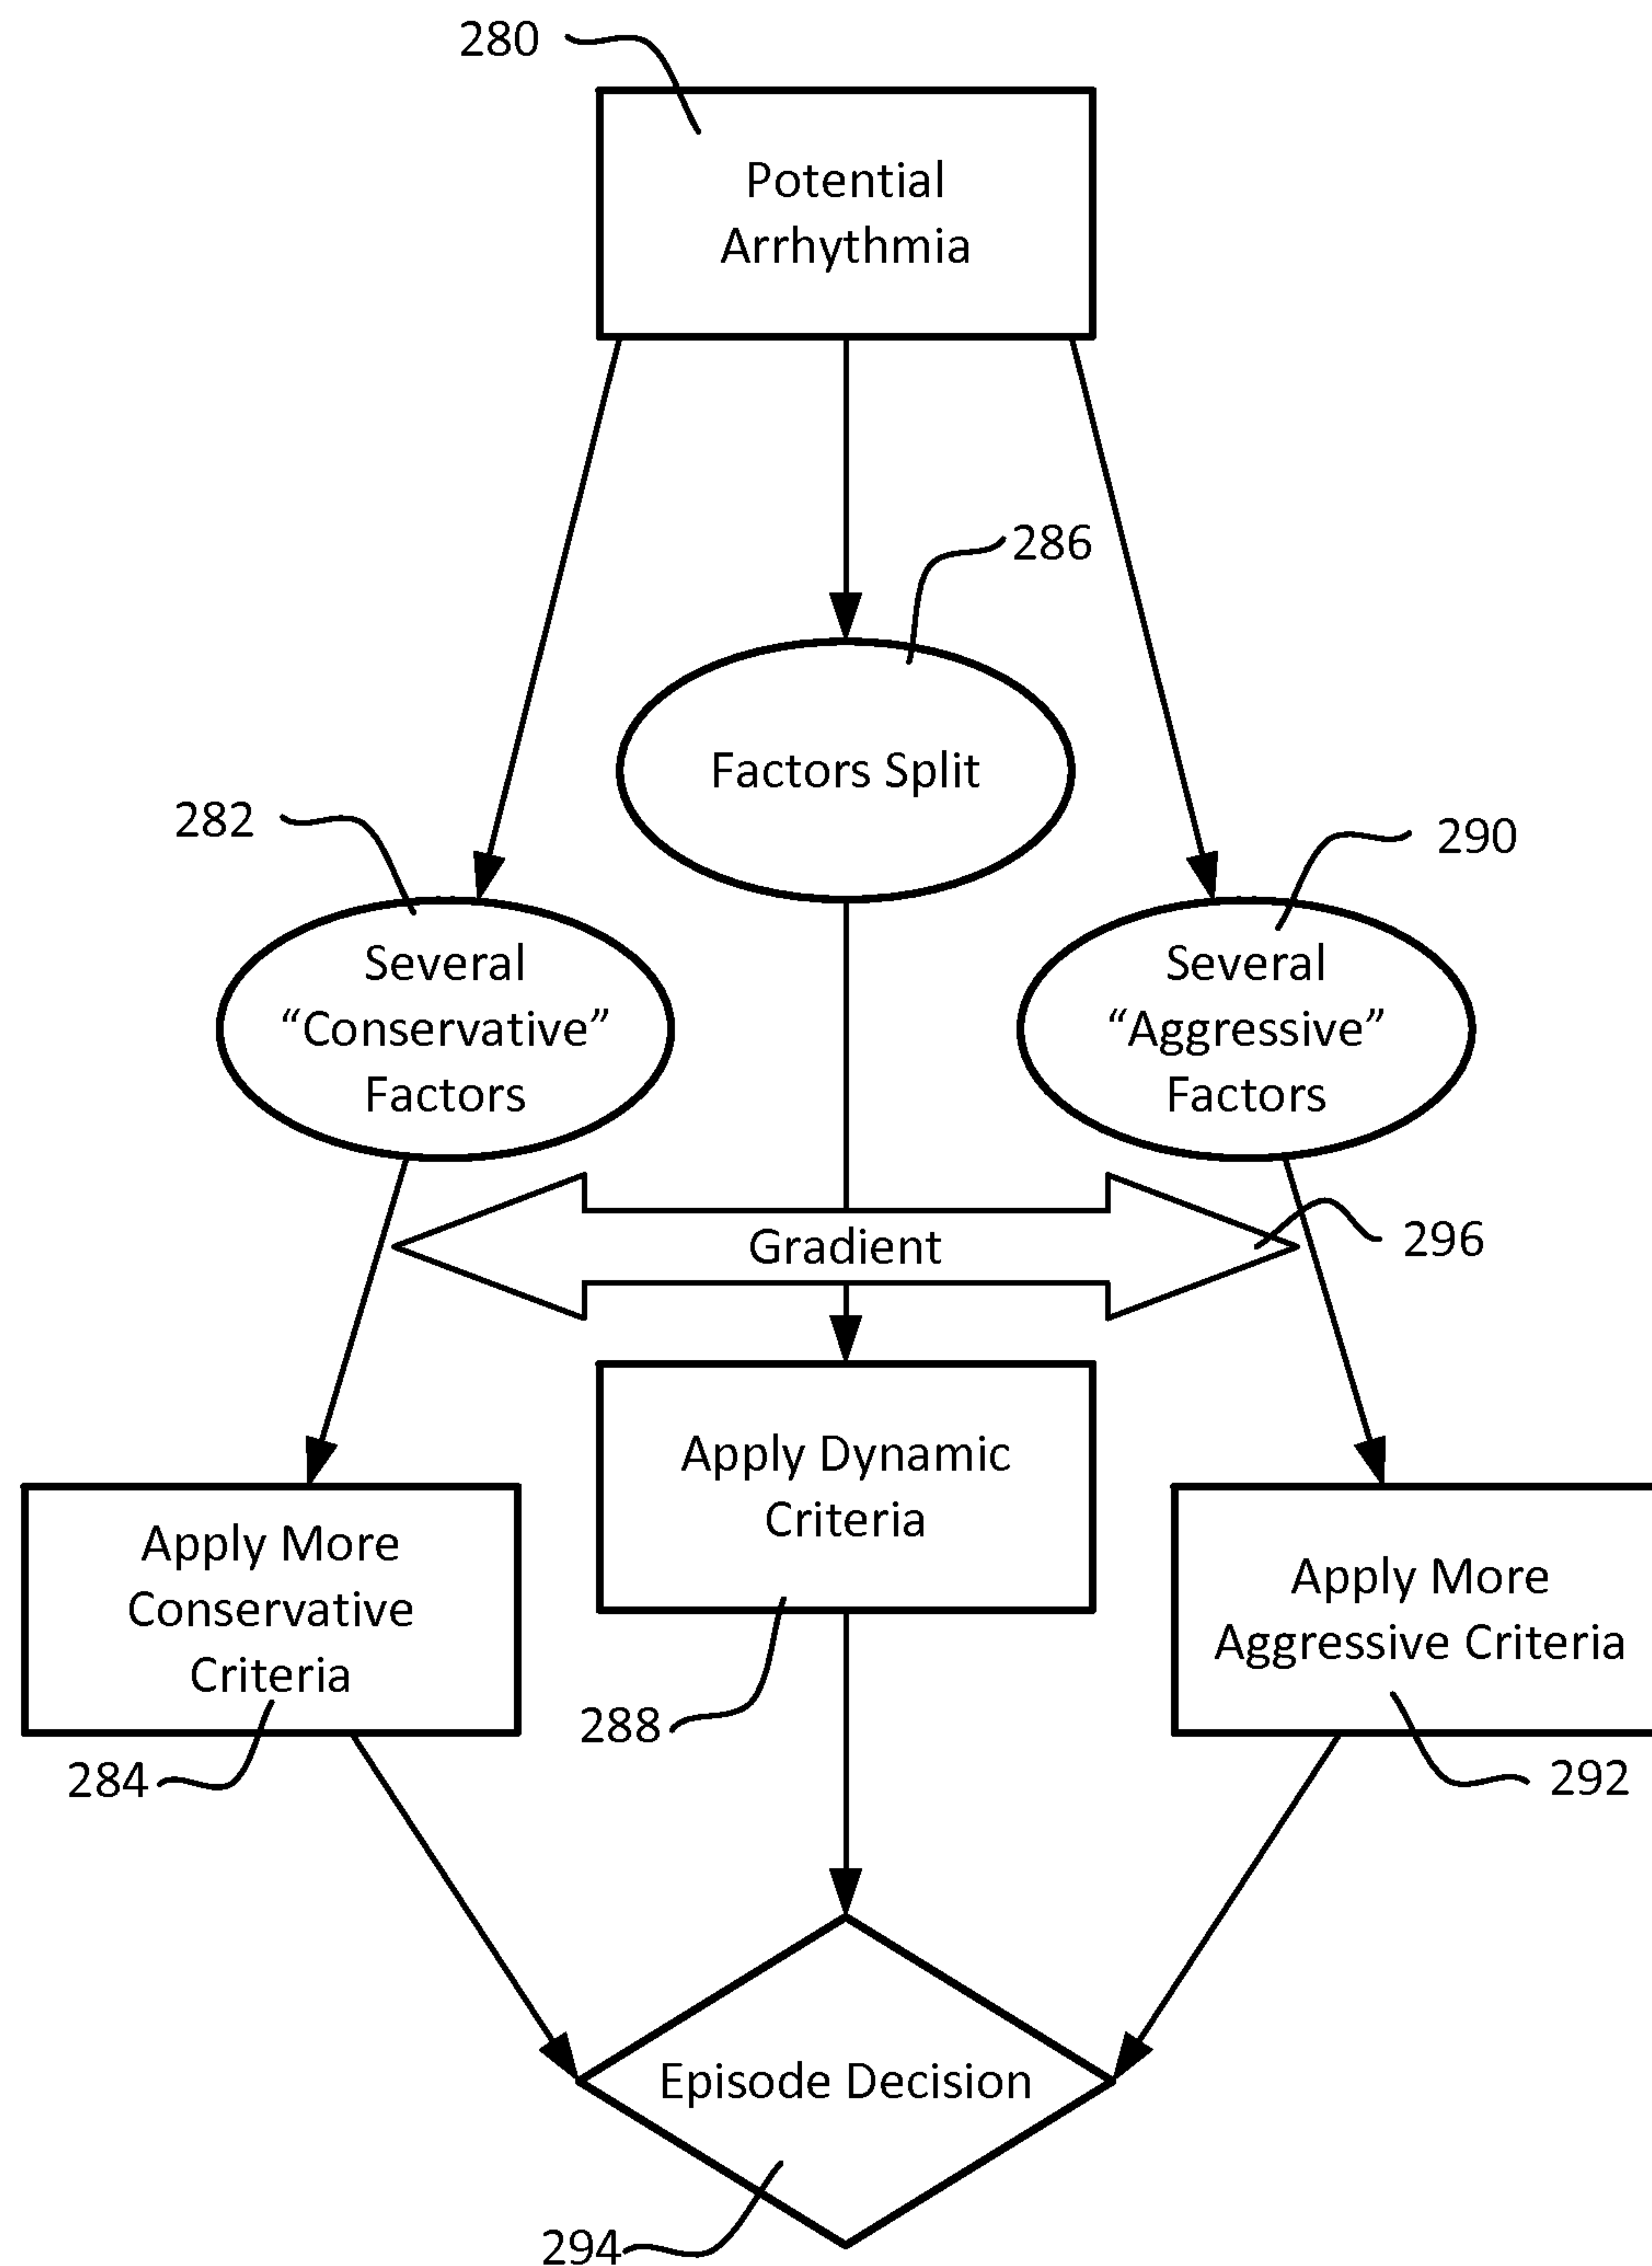 280
Potential
Arrhythmia
286
Factors Split
282
290
Several
“Conservative”
Factors
Several
“Aggressive”
Factors
Gradient
296
Apply Dynamic
Criteria
Apply More
Conservative
Criteria
Apply More
Aggressive Criteria
288
284
292
Episode Decision
294